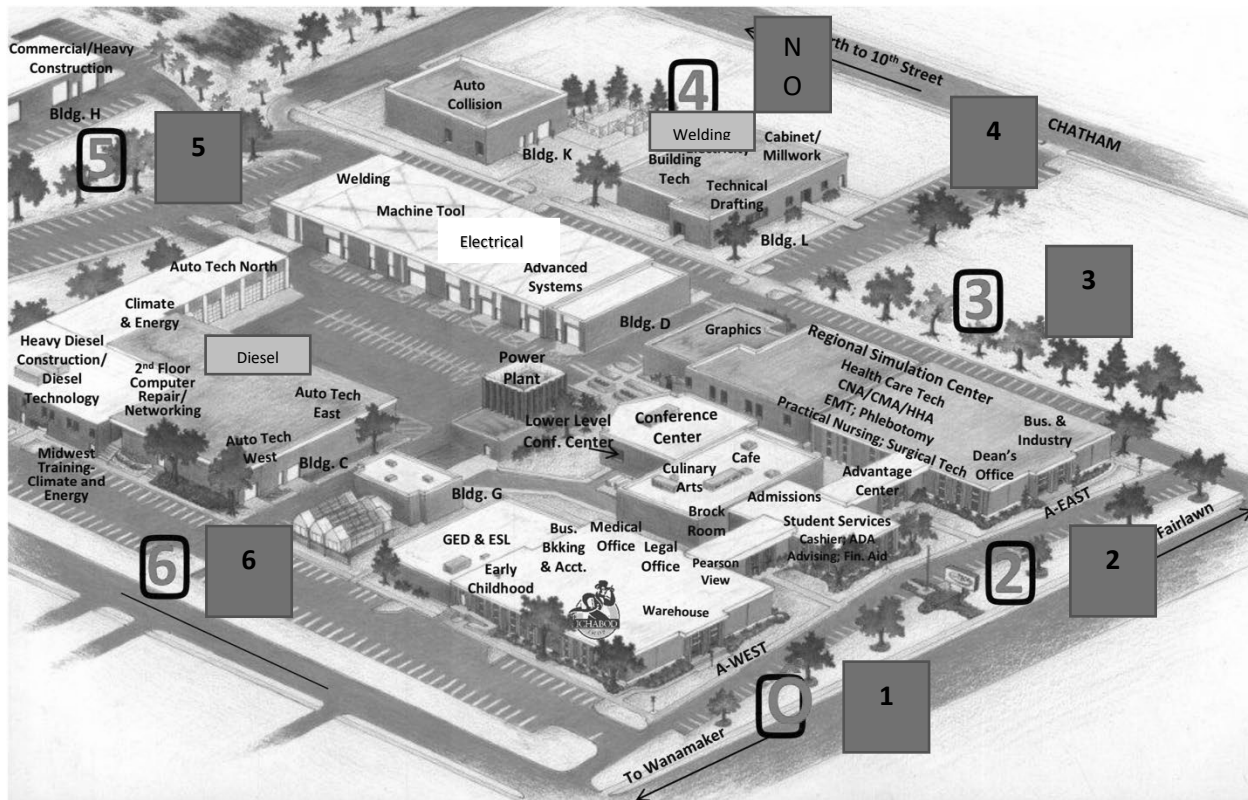 Commercial/Heavy
Construction
Bldg. H
5
5
Auto
Collision
Bldg. K
4
N
O
rth to 10th Street
CHATHAM
4
Welding
Cabinet/
Millwork
Building
Tech
Technical
Drafting
Bldg. L
Welding
Machine Tool
Electrical
Advanced
Systems
Bldg. D
3
3
Auto Tech North
Climate
& Energy
Heavy Diesel
Construction/
Diesel
Technology
2nd Floor
Computer
Repair/
Networking
Diesel
Auto Tech
East
Auto Tech
West
Bldg. C
Midwest
Training-
Climate and
Energy
Power
Plant
Lower Level
Conf. Center
Conference
Center
Graphics
Regional Simulation Center
Health Care Tech
CNA/CMA/HHA
EMT; Phlebotomy
Practical Nursing; Surgical Tech
Bus. &
Industry
Dean's
Office
Cafe
Culinary
Arts
Advantage
Center
Admissions
Brock
Room
Student Services
Cashier; ADA
Advising; Fin. Aid
A-EAST
Fairlawn
2
2
Bldg. G
GED & ESL
Early
Childhood
Bus.
Bkking
& Acct.
Medical
Office
Legal
Office
Pearson
View
Warehouse
ICHABOD
SHOP
A-WEST
6
6
1
To Wanamaker